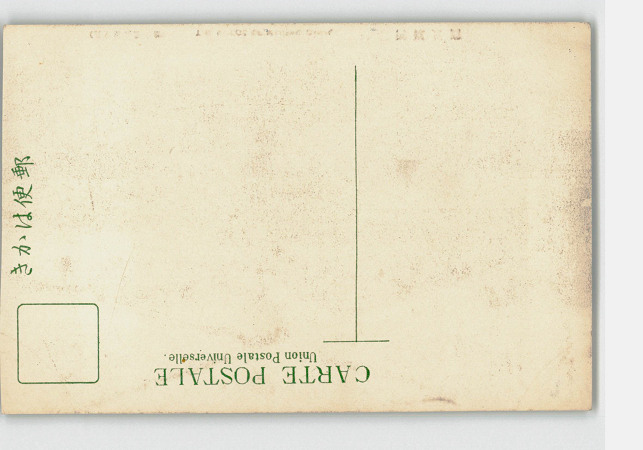 CARTE POSTALE
Union Postale Universelle.
郵便はかき